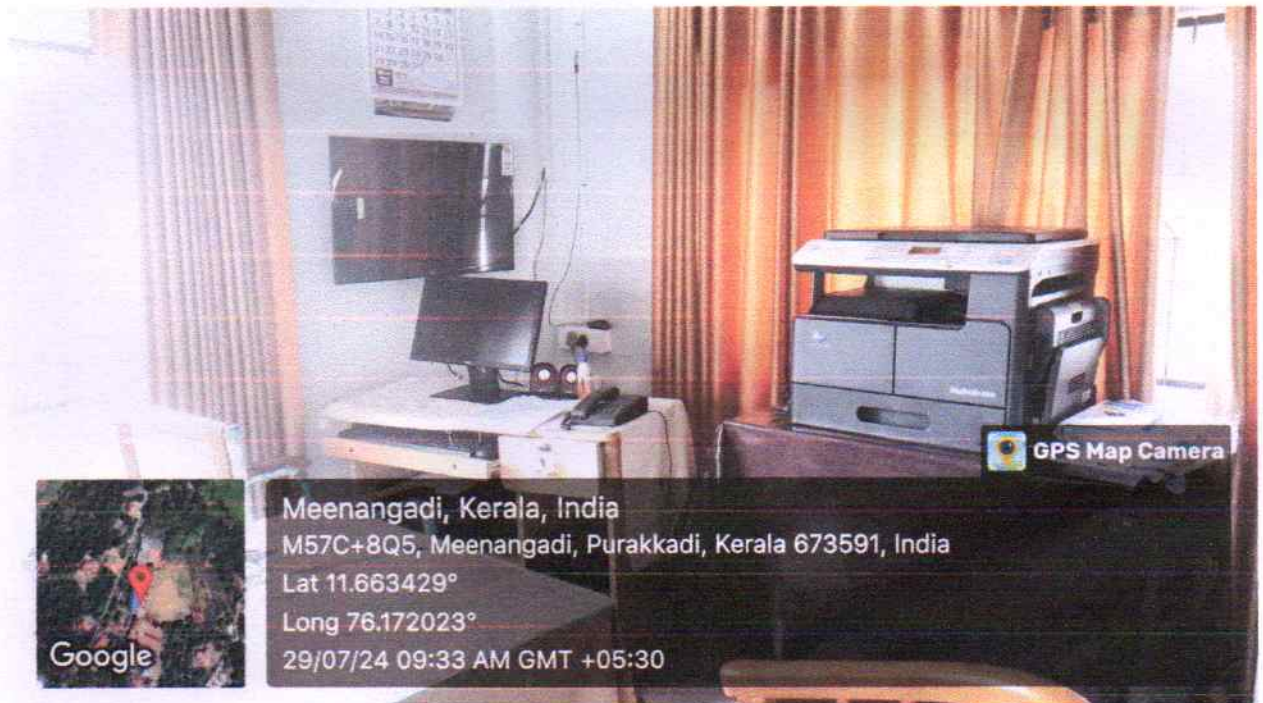 GPS Map Camera
Meenangadi, Kerala, India
M57C+8Q5, Meenangadi, Purakkadi, Kerala 673591, India
Lat 11.663429°
Long 76.172023°
29/07/24 09:33 AM GMT +05:30
Google